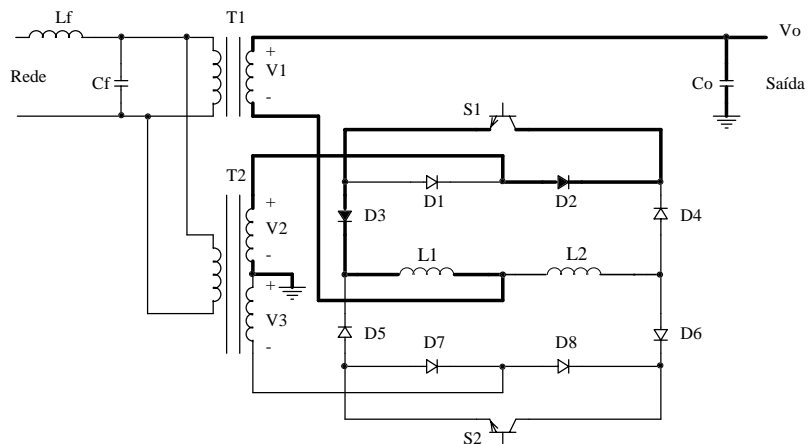 Lf
T1
Vo
+
Rede
Cf
V1
Co
Saída
-
S1
T2
+
D1
D2
D3
D4
V2
L1
L2
-
+
V3
D5
D7
D8
D6
-
S2